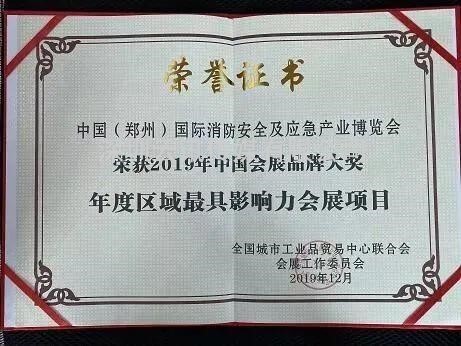 荣誉证书
中国（郑州）国际消防安全及应急产业博览会
荣获2019年中国会展品牌大奖
年度区域最具影响力会展项目
全国城市工业品贸易中心联合会
会展工作委员会
2019年12月